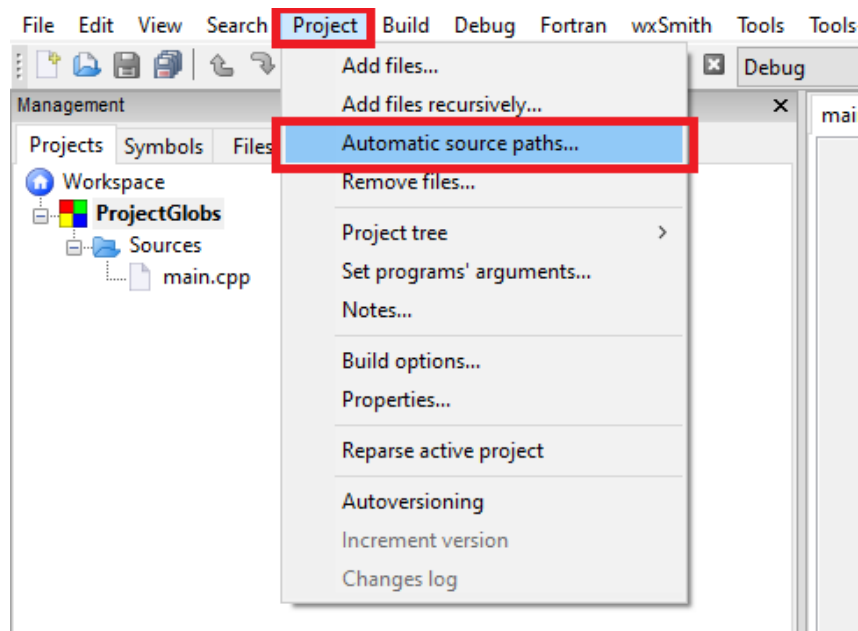 File Edit View Search Project Build Debug Fortran wxSmith Tools Tools
Debug
Management
mai
Projects Symbols Files
Workspace
ProjectGlobs
Sources
main.cpp
Add files...
Add files recursively...
Automatic source paths...
Remove files...
Project tree
Set programs' arguments...
Notes...
Build options...
Properties...
Reparse active project
Autoversioning
Increment version
Changes log